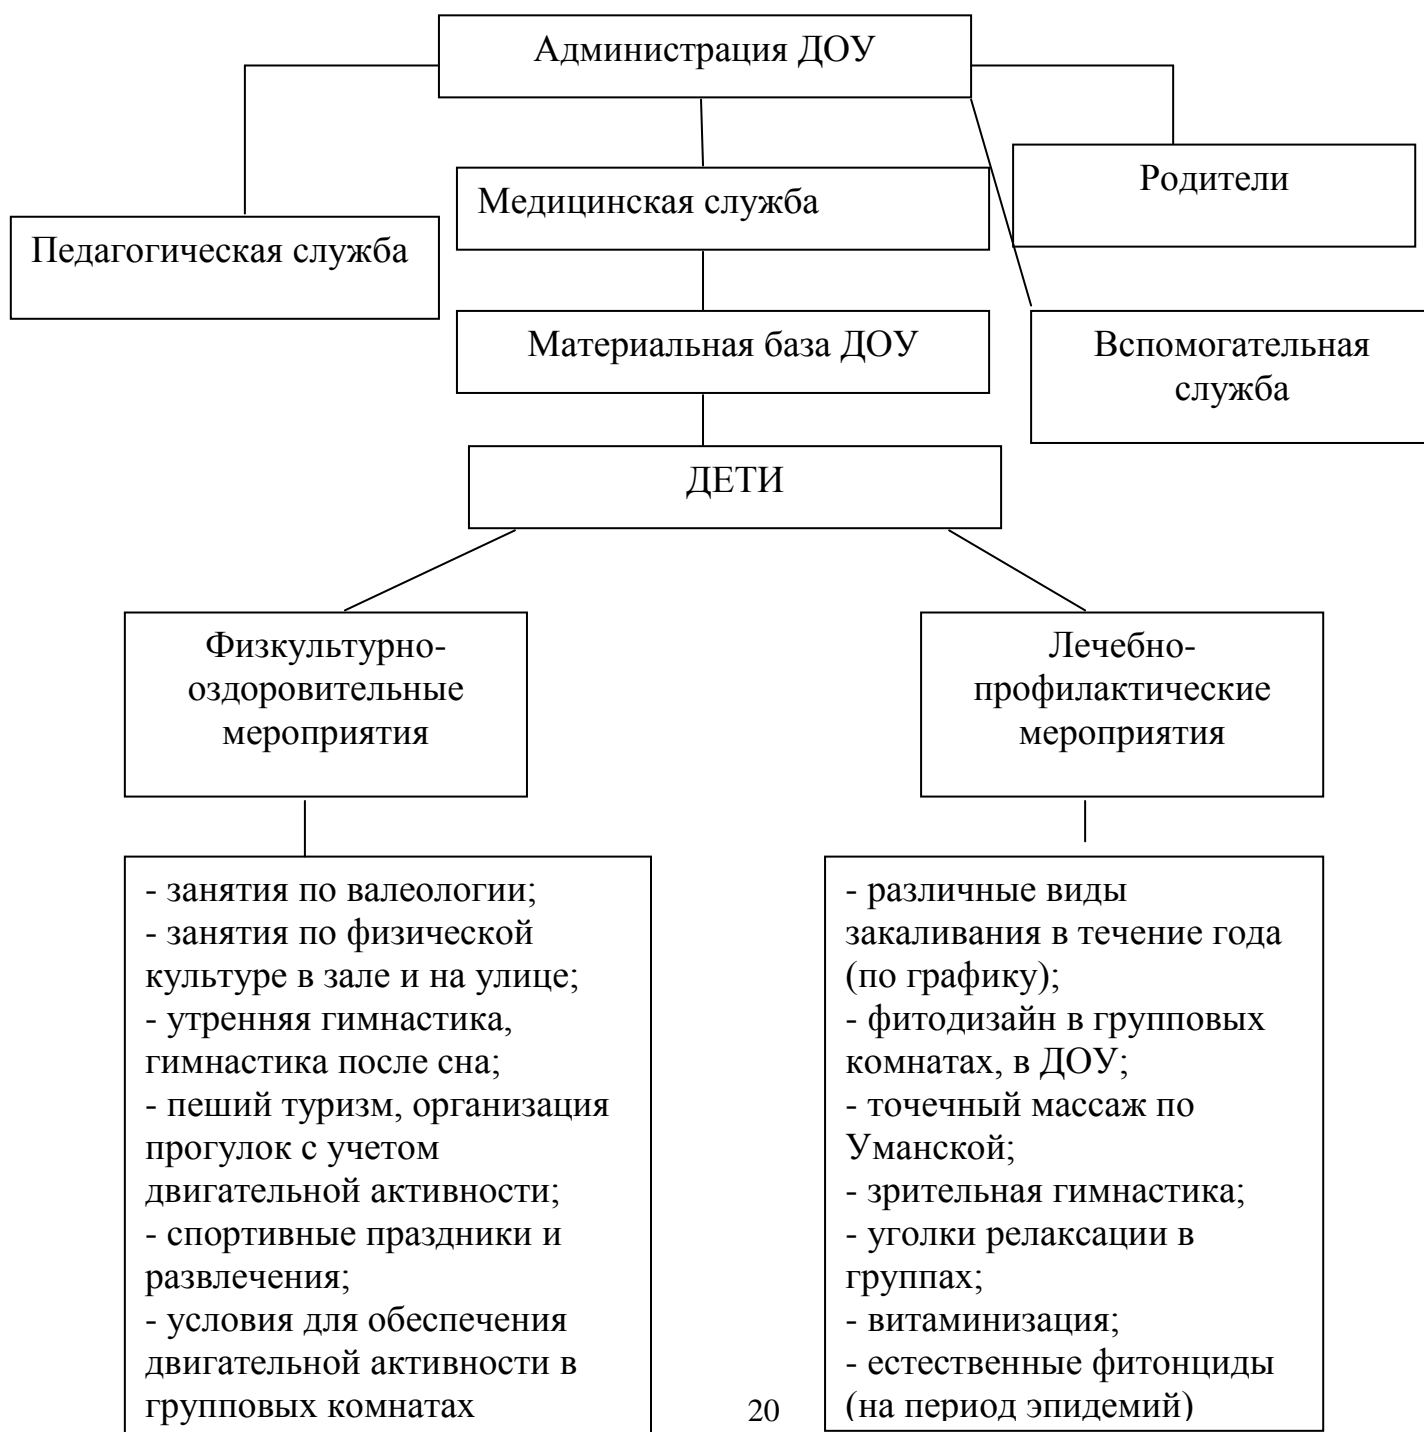 Администрация ДОУ
Родители
Медицинская служба
Педагогическая служба
Материальная база ДОУ
Вспомогательная
служба
ДЕТИ
Физкультурно-
оздоровительные
мероприятия
Лечебно-
профилактические
мероприятия
- занятия по валеологии;
- занятия по физической
культуре в зале и на улице;
- утренняя гимнастика,
гимнастика после сна;
- пеший туризм, организация
прогулок с учетом
двигательной активности;
- спортивные праздники и
развлечения;
- условия для обеспечения
двигательной активности в
групповых комнатах
- различные виды
закаливания в течение года
(по графику);
- фитодизайн в групповых
комнатах, в ДОУ;
- точечный массаж по
Уманской;
- зрительная гимнастика;
- уголки релаксации в
группах;
- витаминизация;
- естественные фитонциды
(на период эпидемий)
20